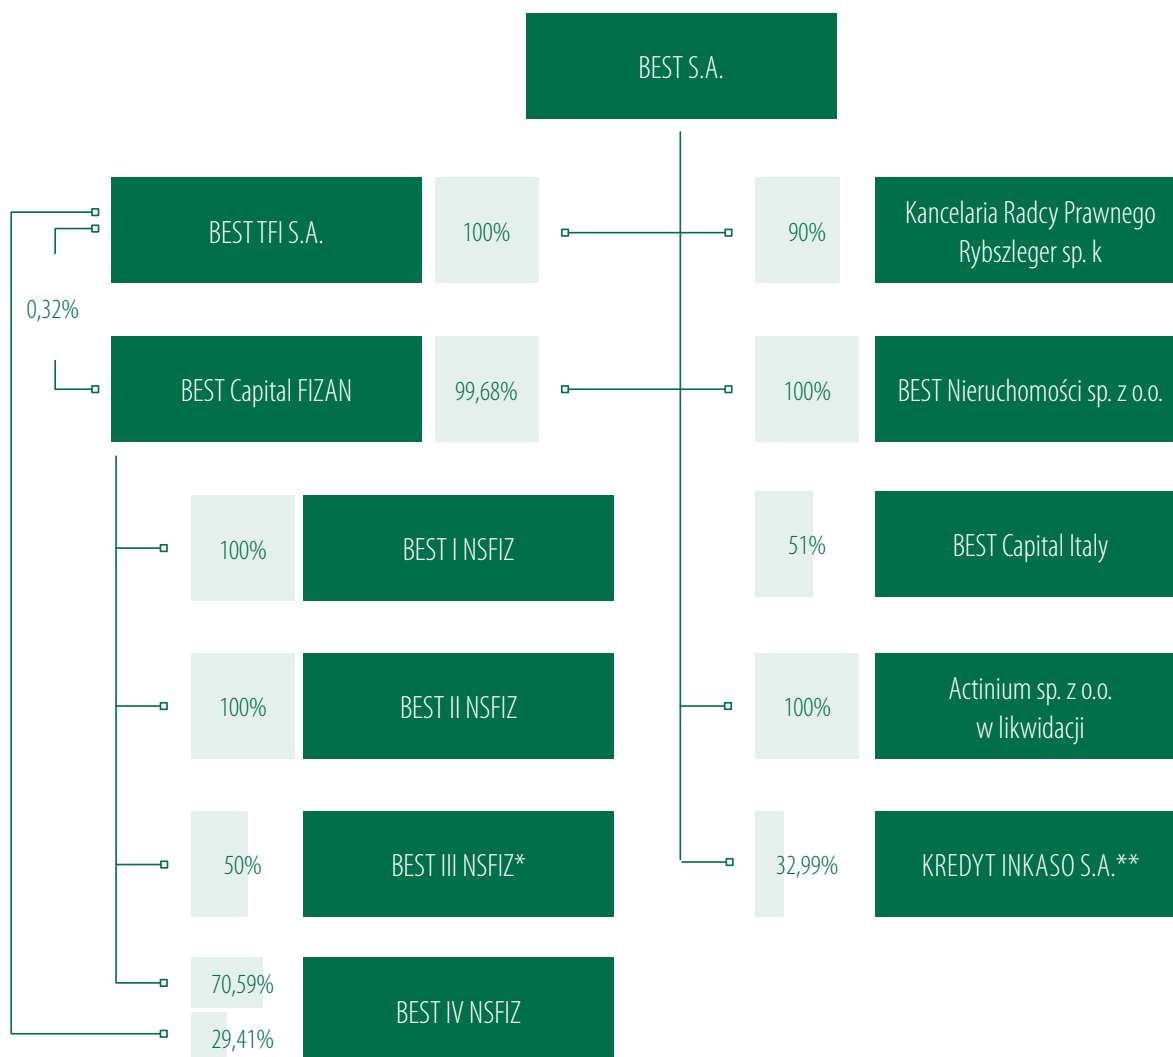 BEST S.A.
BEST TFI S.A.
100%
90%
Kancelaria Radcy Prawnego
Rybszleger sp. k
0,32%
BEST Capital FIZAN
99,68%
100%
BEST Nieruchomości sp. z o.o.
100%
BEST I NSFIZ
51%
BEST Capital Italy
100%
BEST II NSFIZ
100%
Actinium sp. z o.o.
w likwidacji
50%
BEST III NSFIZ*
32,99%
KREDYT INKASO S.A.**
70,59%
BEST IV NSFIZ
29,41%